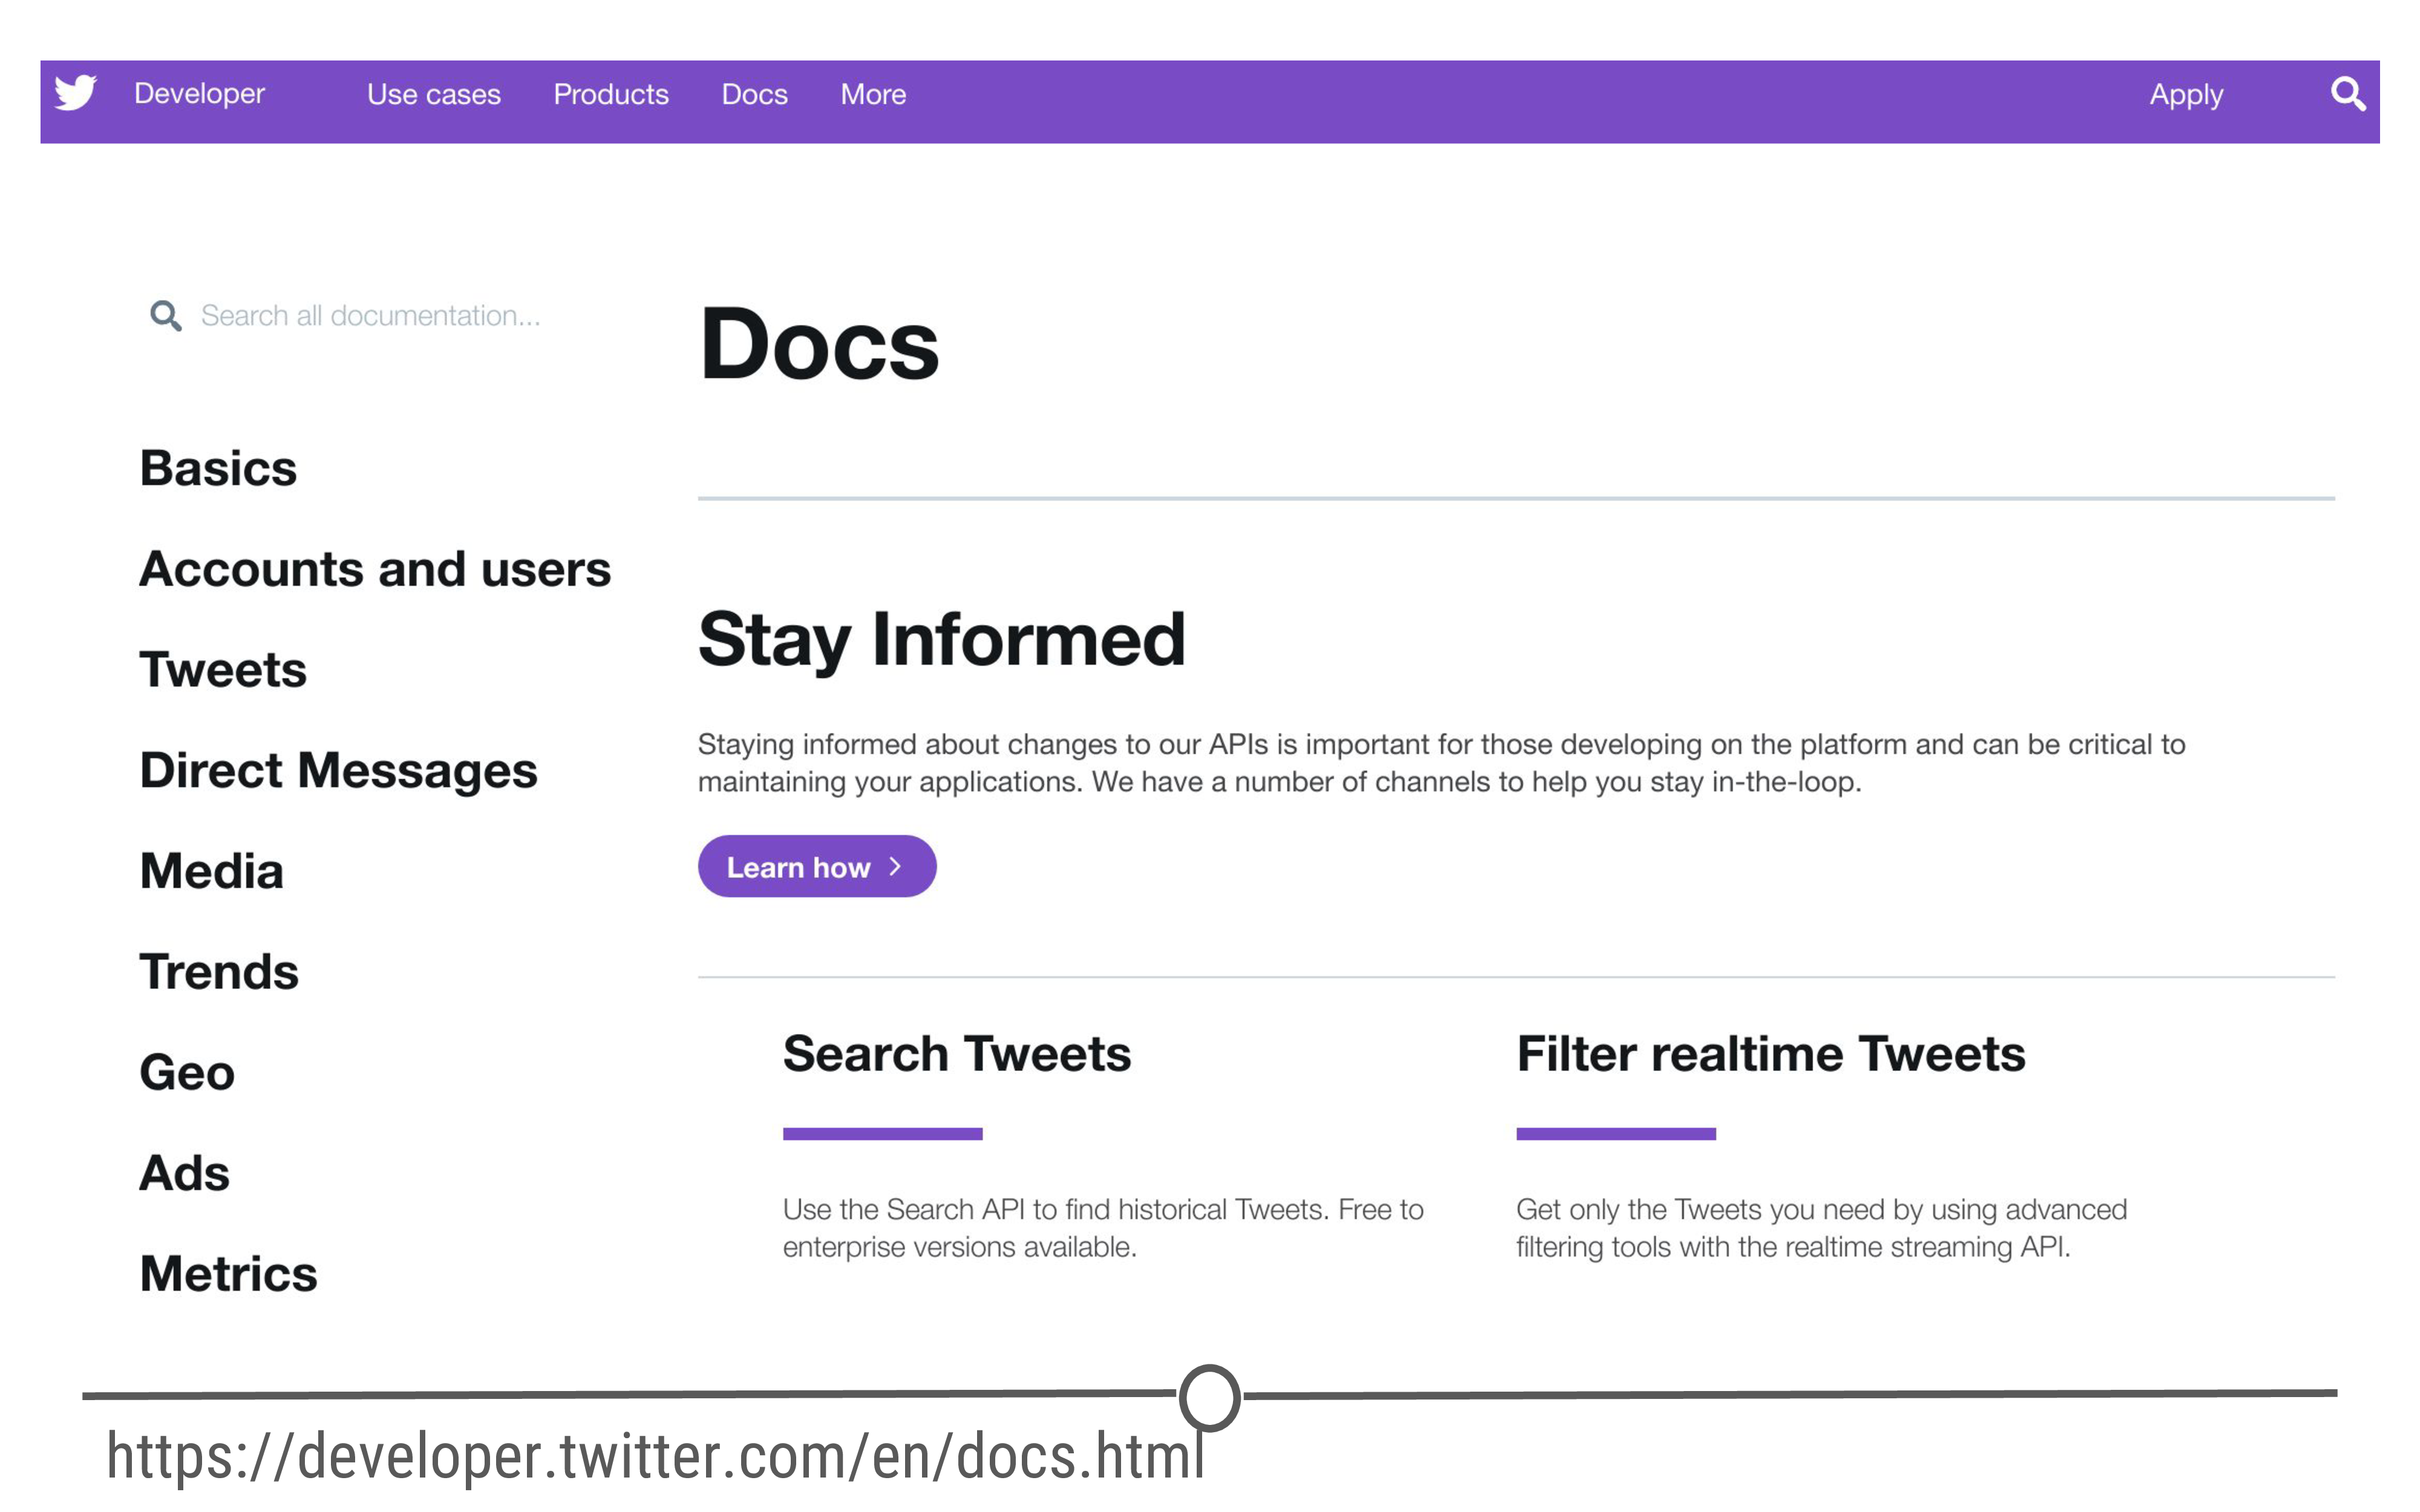 Developer Use cases Products Docs More Apply
Search all documentation...
Basics
Accounts and users
Tweets
Direct Messages
Media
Trends
Geo
Ads
Metrics
Docs
Stay Informed
Staying informed about changes to our APIs is important for those developing on the platform and can be critical to
maintaining your applications. We have a number of channels to help you stay in-the-loop.
Learn how
Search Tweets
Use the Search API to find historical Tweets. Free to
enterprise versions available.
Filter realtime Tweets
Get only the Tweets you need by using advanced
filtering tools with the realtime streaming API.
https://developer.twitter.com/en/docs.html